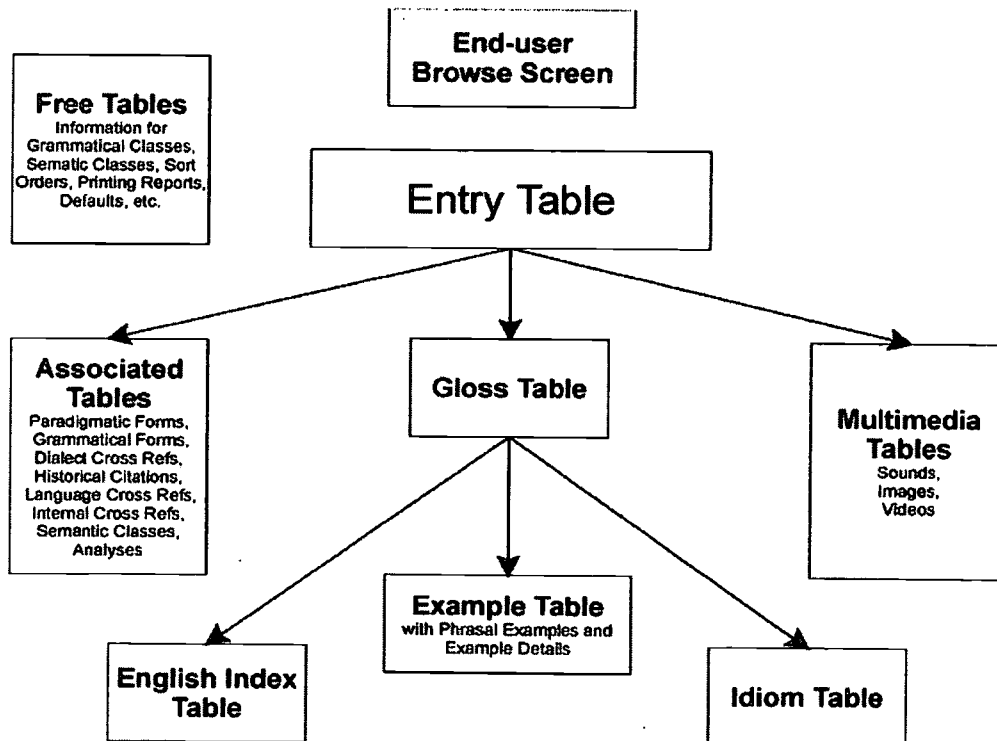 End-user
Browse Screen
Free Tables
Information for
Grammatical Classes,
Sematic Classes, Sort
Orders, Printing Reports,
Defaults, etc.
Entry Table
Associated
Tables
Paradigmatic Forms,
Grammatical Forms,
Dialect Cross Refs,
Historical Citations,
Language Cross Refs,
Internal Cross Refs,
Semantic Classes,
Analyses
Gloss Table
Multimedia
Tables
Sounds,
Images,
Videos
Example Table
with Phrasal Examples and
Example Details
English Index
Table
Idiom Table